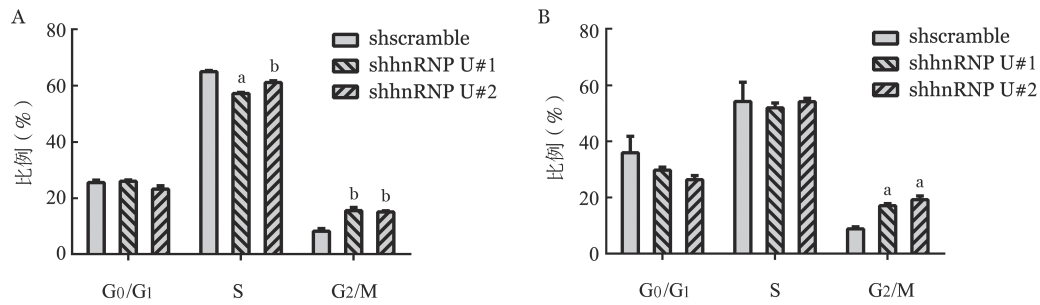 A
80
60
40
20
0
比例（%）
shscramble
shhnRNP U#1
shhnRNP U#2
a
b
b
b
G0/G1
S
G2/M
B
80
60
40
20
0
比例（%）
shscramble
shhnRNP U#1
shhnRNP U#2
a
a
G0/G1
S
G2/M